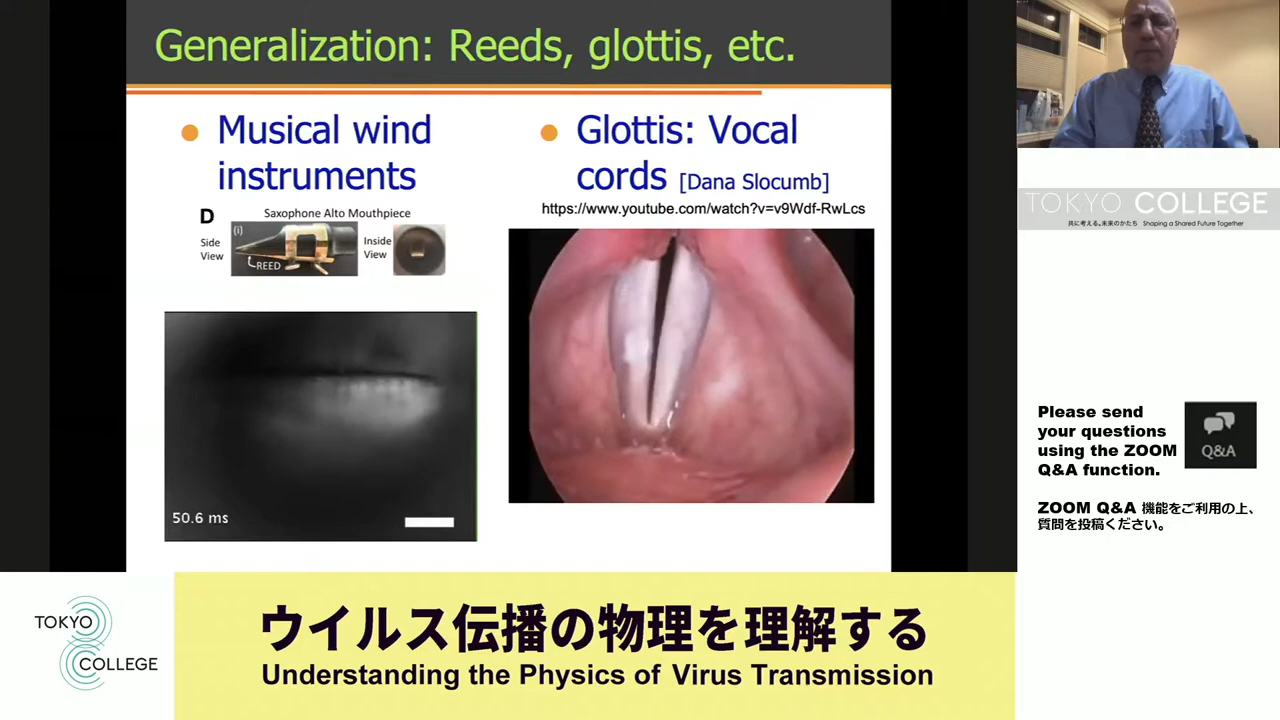 Generalization: Reeds, glottis, etc.
Musical wind
instruments
D
Saxophone Alto Mouthpiece
(i)
Side
View
REED
Inside
View
50.6 ms
Glottis: Vocal
cords [Dana Slocumb]
https://www.youtube.com/watch?v=v9Wdf-RwLcs
TOKYO COLLEGE
共に考える。未来のかたち Shaping a Shared Future Together
Please send
your questions
using the ZOOM
Q&A function.
Q&A
ZOOM Q&A 機能をご利用の上、
質問を投稿ください。
TOKYO
COLLEGE
ウイルス伝播の物理を理解する
Understanding the Physics of Virus Transmission